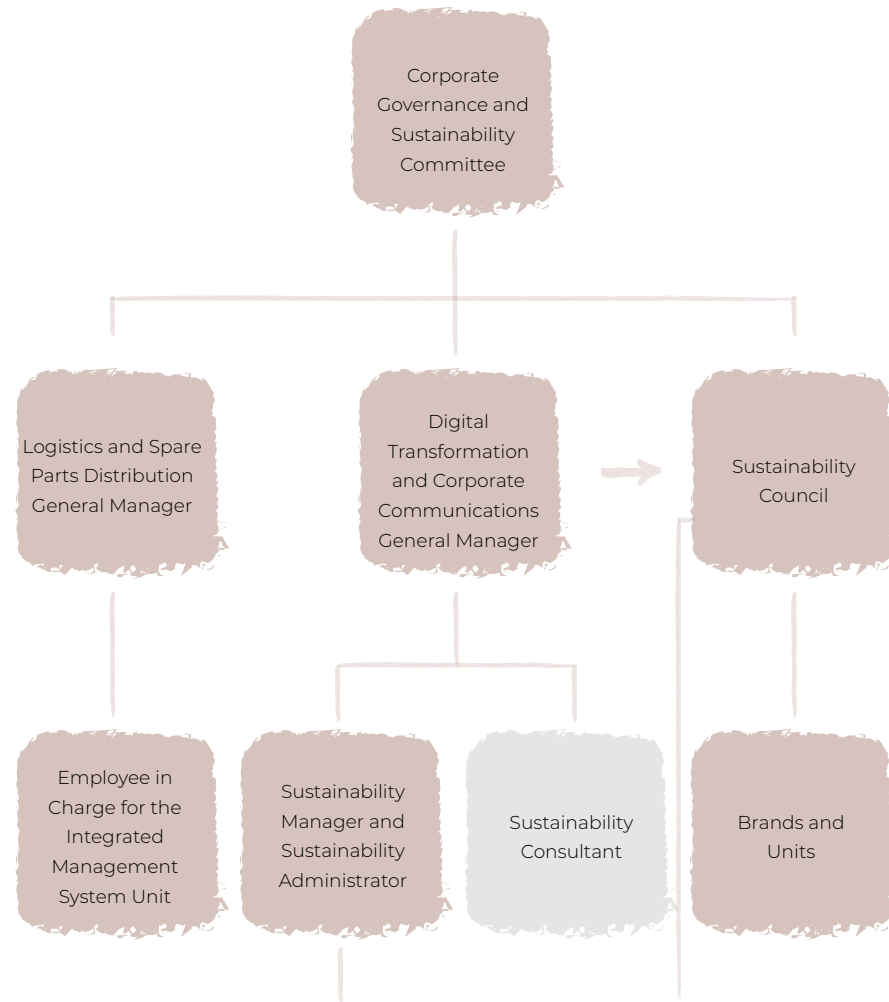 Corporate
Governance and
Sustainability
Committee
Logistics and Spare
Parts Distribution
General Manager
Digital
Transformation
and Corporate
Communications
General Manager
Sustainability
Council
Employee in
Charge for the
Integrated
Management
System Unit
Sustainability
Manager and
Sustainability
Administrator
Sustainability
Consultant
Brands and
Units